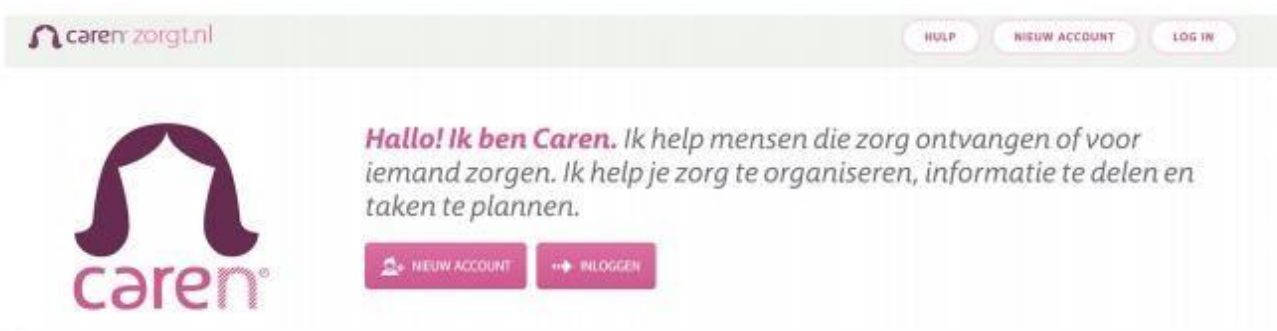 caren zorgt.nl
HULP
NIEUW ACCOUNT
LOG IN
Hallo! Ik ben Caren. Ik help mensen die zorg ontvangen of voor
iemand zorgen. Ik help je zorg te organiseren, informatie te delen en
taken te plannen.
NIEUW ACCOUNT
INLOGGEN
caren®